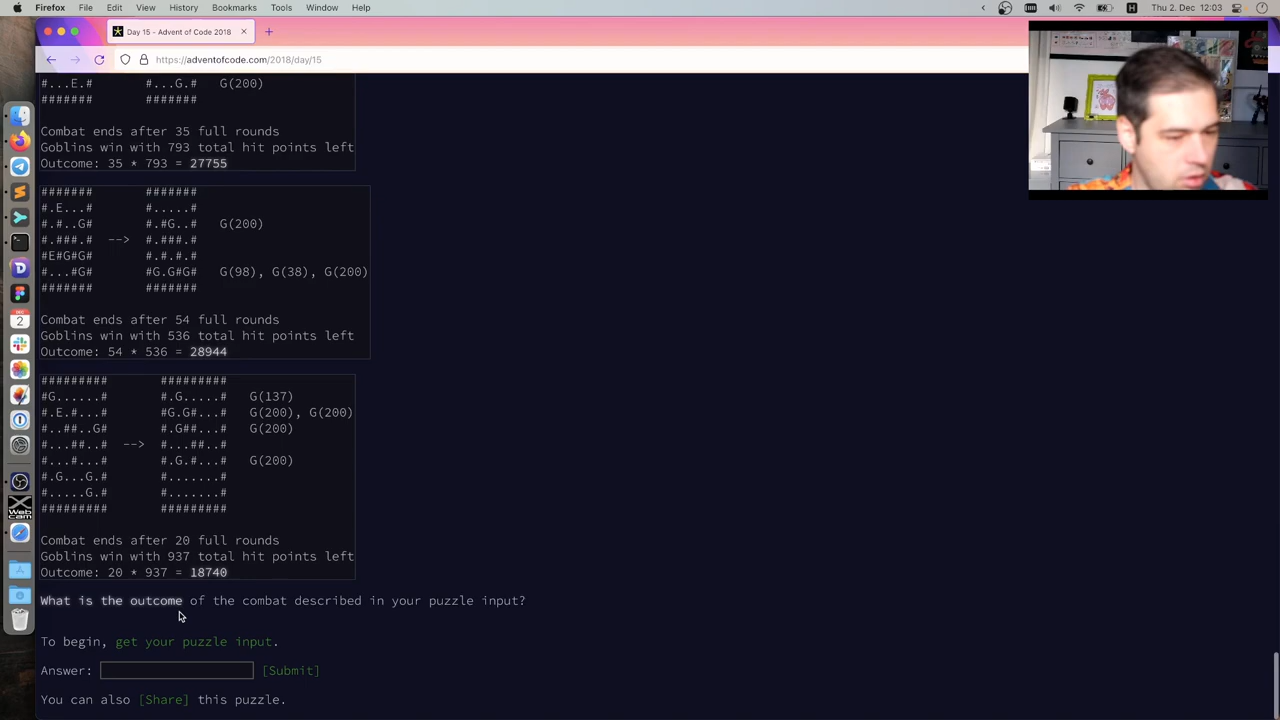 Firefox File Edit View History Bookmarks Tools Window Help
Thu 2. Dec 12:03
Day 15 - Advent of Code 2018
https://adventofcode.com/2018/day/15
#...E.# #...G.# G(200)
####### #######
Combat ends after 35 full rounds
Goblins win with 793 total hit points left
Outcome: 35 * 793 = 27755
####### #######
#.E...# #.....#
#.#..G# #.#G..# G(200)
#.###.# --> #.###.#
#E#G#G# #.#.#.#
#...#G# #G.G#G# G(98), G(38), G(200)
####### #######
Combat ends after 54 full rounds
Goblins win with 536 total hit points left
Outcome: 54 * 536 = 28944
######### #########
#G......# #.G.....# G(137)
#.E.#...# #G.G#...# G(200), G(200)
#..##..G# #.G##...# G(200)
#...##..# --> #...##..#
#...#...# #.G.#...# G(200)
#.G...G.# #.......#
#.....G.# #.......#
######### #########
Combat ends after 20 full rounds
Goblins win with 937 total hit points left
Outcome: 20 * 937 = 18740
What is the outcome of the combat described in your puzzle input?
To begin, get your puzzle input.
Answer: [Submit]
You can also [Share] this puzzle.